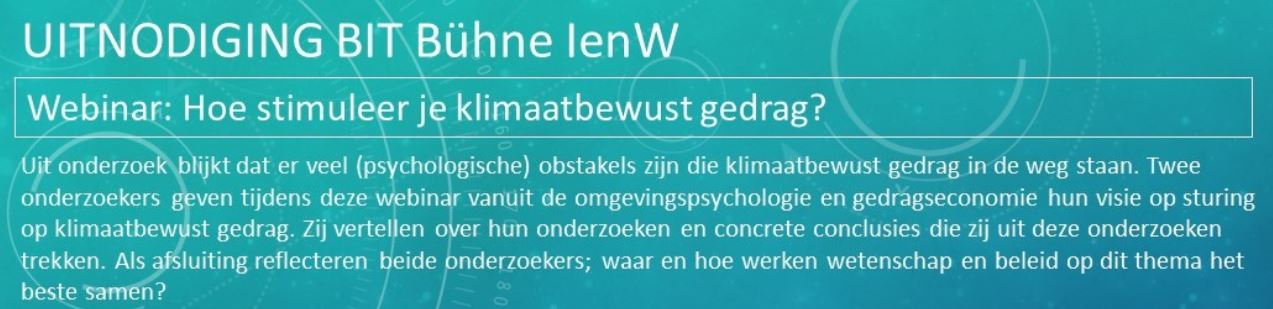 UITNODIGING BIT Bühne IenW
Webinar: Hoe stimuleer je klimaatbewust gedrag?
Uit onderzoek blijkt dat er veel (psychologische) obstakels zijn die klimaatbewust gedrag in de weg staan. Twee
onderzoekers geven tijdens deze webinar vanuit de omgevingspsychologie en gedragseconomie hun visie op sturing
op klimaatbewust gedrag. Zij vertellen over hun onderzoeken en concrete conclusies die zij uit deze onderzoeken
trekken. Als afsluiting reflecteren beide onderzoekers; waar en hoe werken wetenschap en beleid op dit thema het
beste samen?